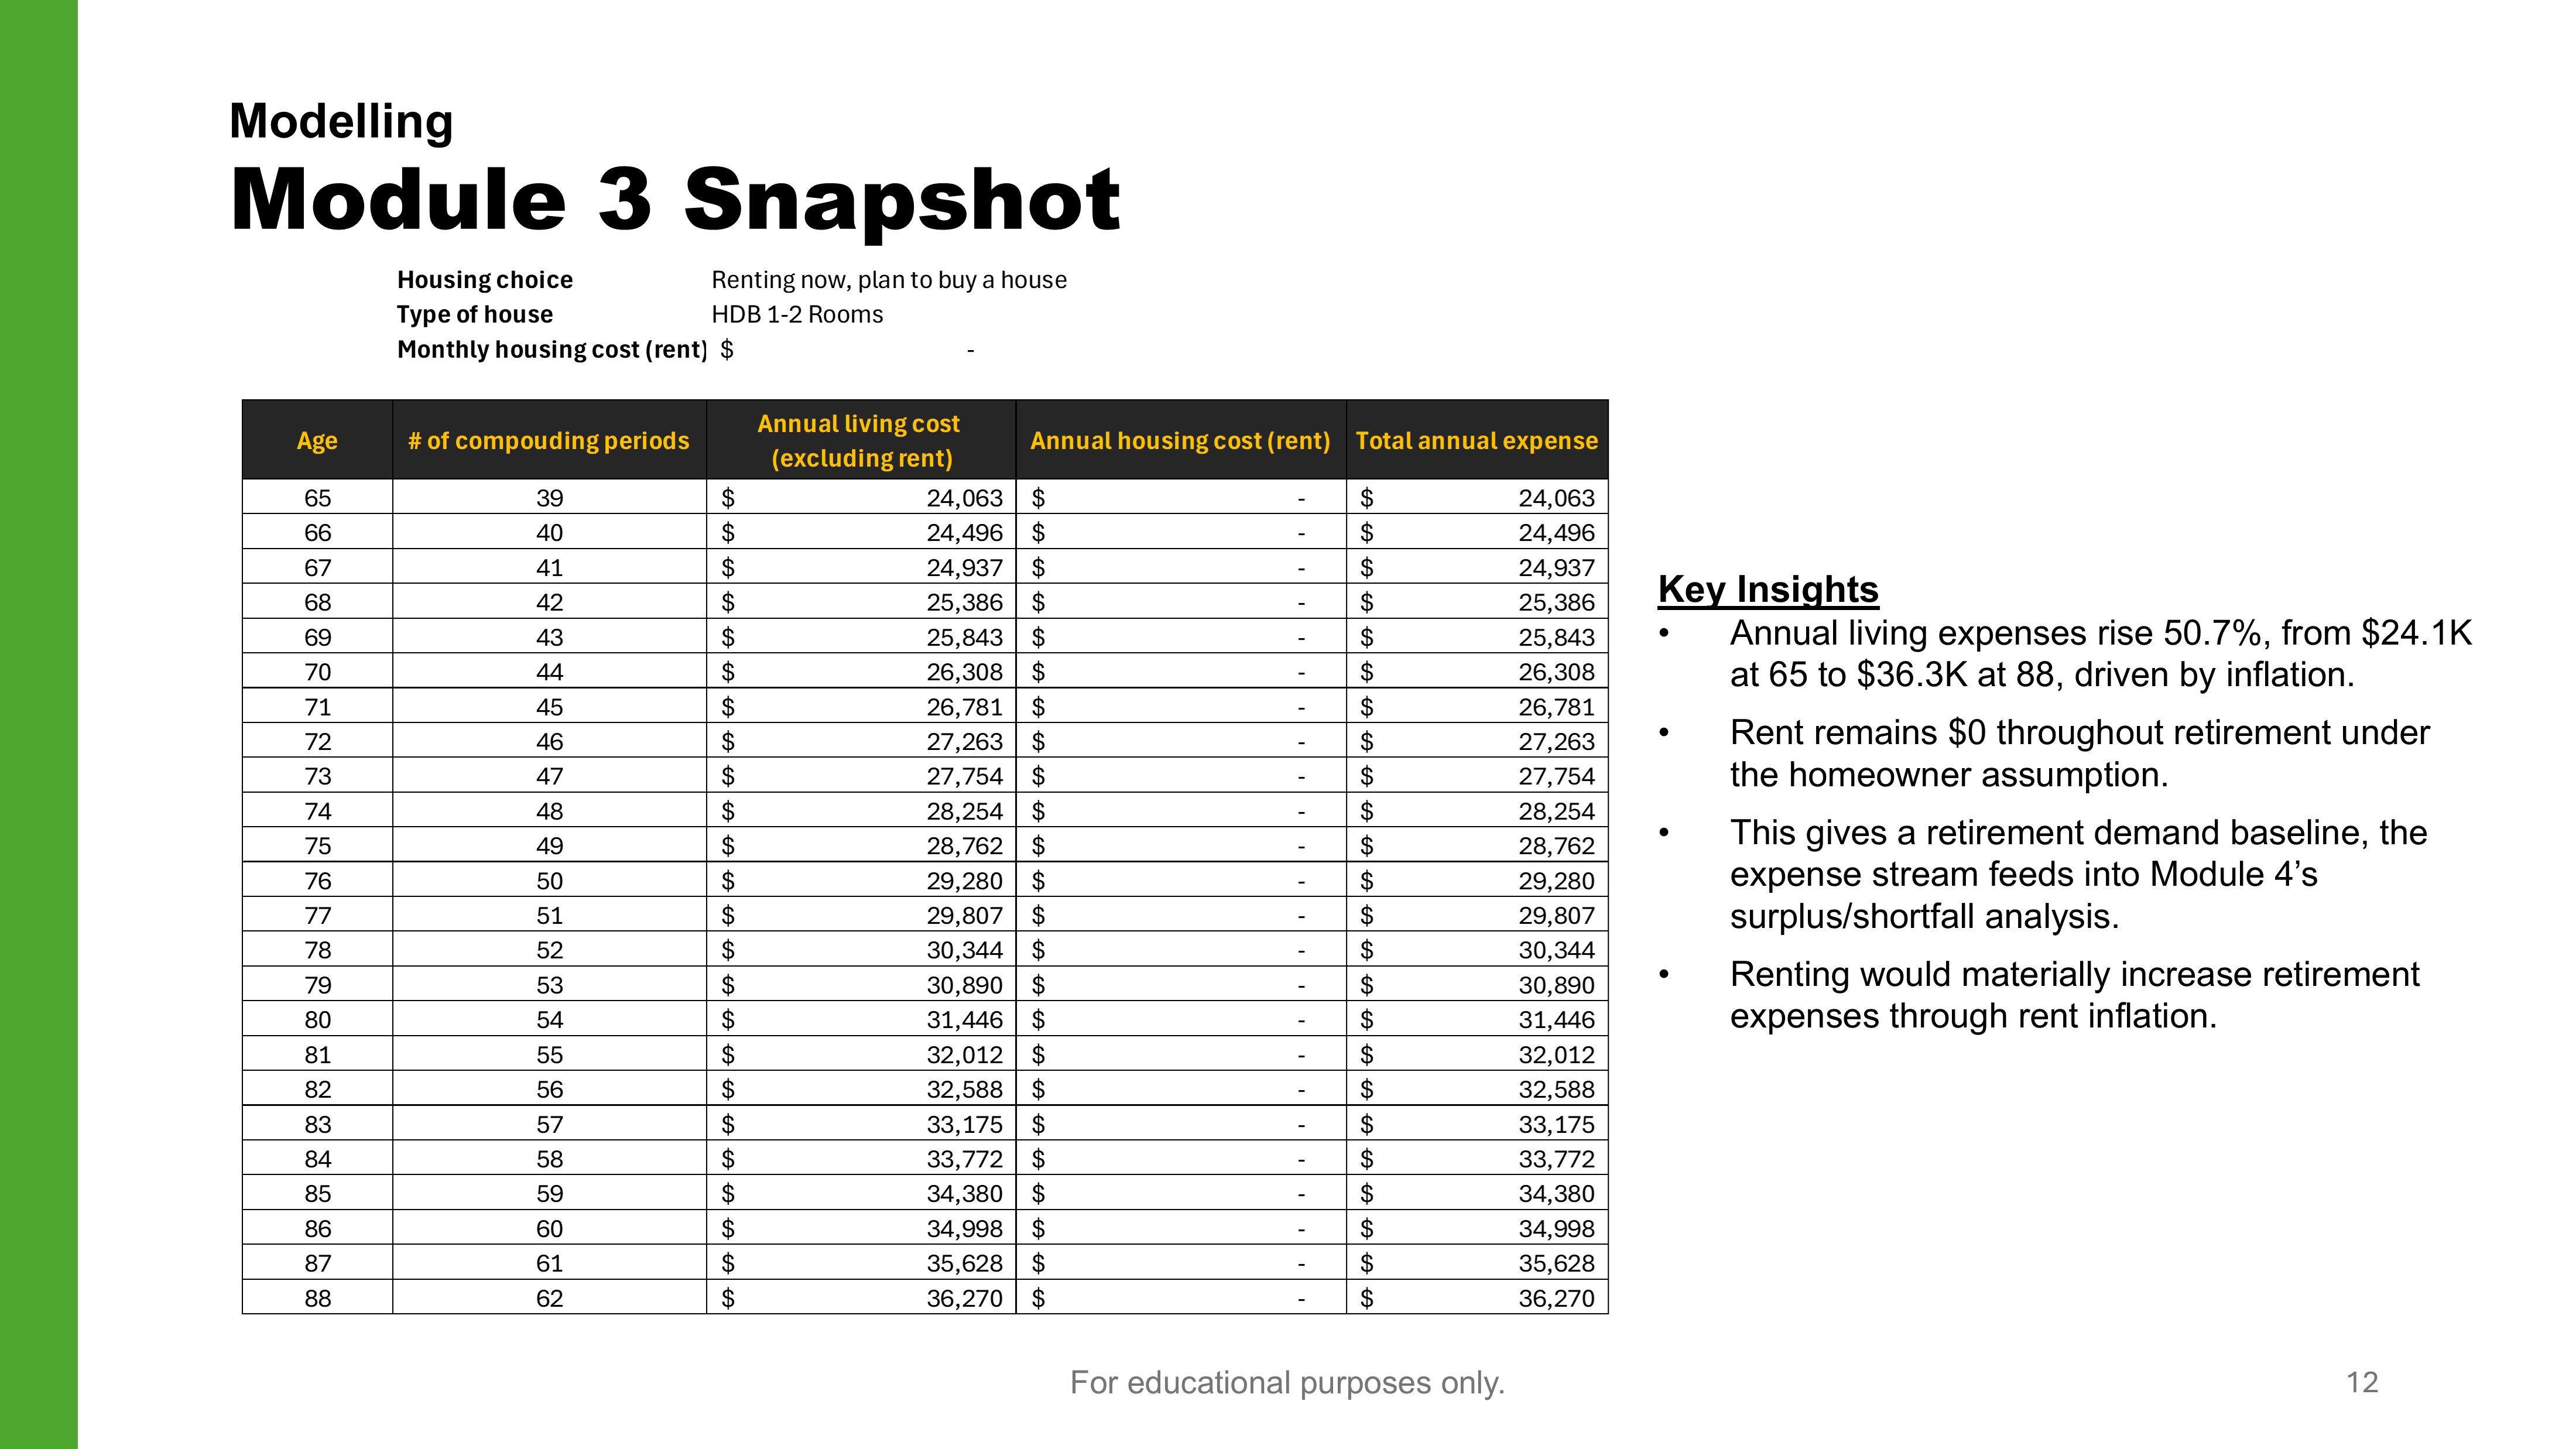 Modelling
Module 3 Snapshot
Housing choice Renting now, plan to buy a house
Type of house HDB 1-2 Rooms
Monthly housing cost (rent) $ -
Age # of compouding periods Annual living cost (excluding rent) Annual housing cost (rent) Total annual expense
65 39 $ 24,063 $ - $ 24,063
66 40 $ 24,496 $ - $ 24,496
67 41 $ 24,937 $ - $ 24,937
68 42 $ 25,386 $ - $ 25,386
69 43 $ 25,843 $ - $ 25,843
70 44 $ 26,308 $ - $ 26,308
71 45 $ 26,781 $ - $ 26,781
72 46 $ 27,263 $ - $ 27,263
73 47 $ 27,754 $ - $ 27,754
74 48 $ 28,254 $ - $ 28,254
75 49 $ 28,762 $ - $ 28,762
76 50 $ 29,280 $ - $ 29,280
77 51 $ 29,807 $ - $ 29,807
78 52 $ 30,344 $ - $ 30,344
79 53 $ 30,890 $ - $ 30,890
80 54 $ 31,446 $ - $ 31,446
81 55 $ 32,012 $ - $ 32,012
82 56 $ 32,588 $ - $ 32,588
83 57 $ 33,175 $ - $ 33,175
84 58 $ 33,772 $ - $ 33,772
85 59 $ 34,380 $ - $ 34,380
86 60 $ 34,998 $ - $ 34,998
87 61 $ 35,628 $ - $ 35,628
88 62 $ 36,270 $ - $ 36,270
Key Insights
• Annual living expenses rise 50.7%, from $24.1K
at 65 to $36.3K at 88, driven by inflation.
• Rent remains $0 throughout retirement under
the homeowner assumption.
• This gives a retirement demand baseline, the
expense stream feeds into Module 4’s
surplus/shortfall analysis.
• Renting would materially increase retirement
expenses through rent inflation.
For educational purposes only.
12